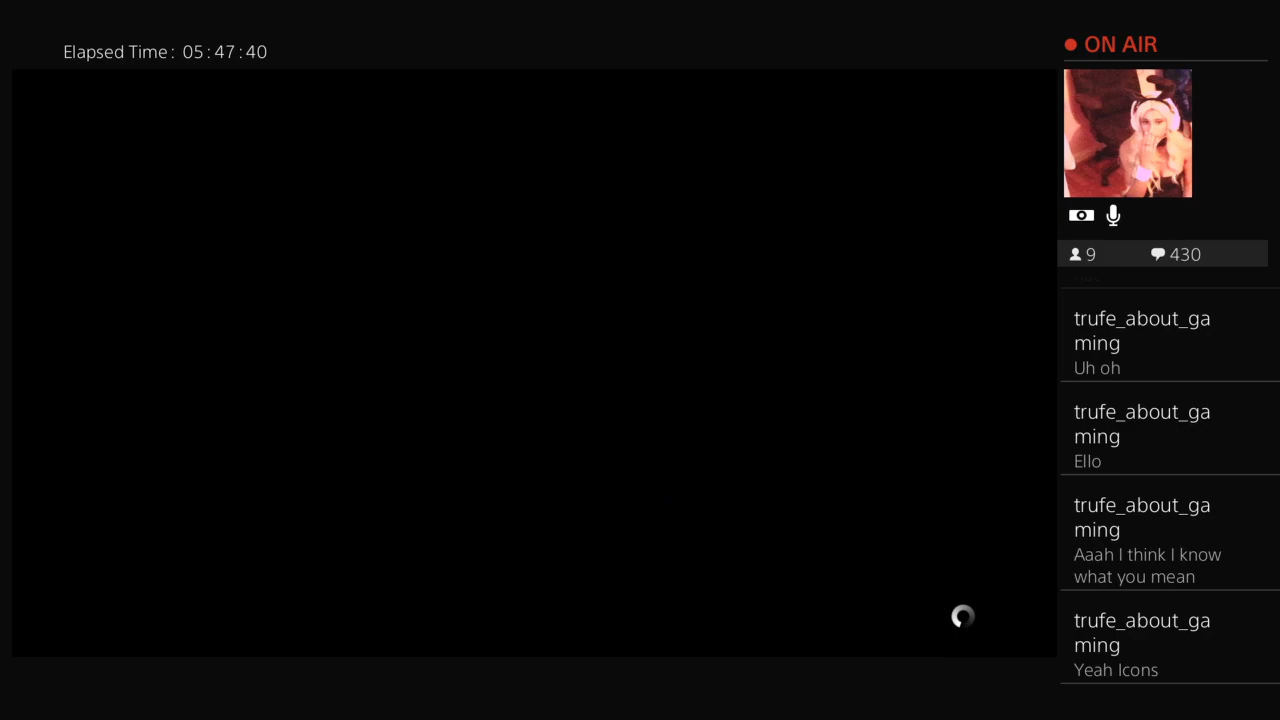 Elapsed Time: 05:47:40
ON AIR
9 430
trufe_about_ga
ming
Uh oh
trufe_about_ga
ming
Ello
trufe_about_ga
ming
Aaah I think I know
what you mean
trufe_about_ga
ming
Yeah Icons